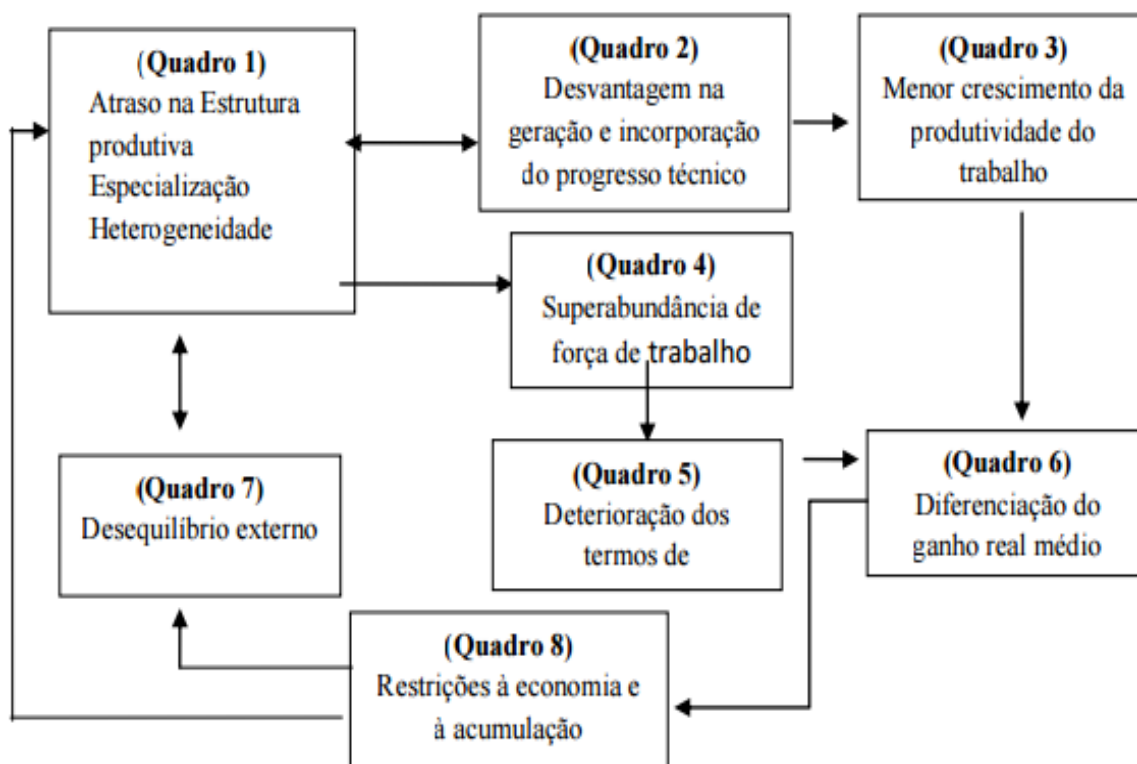 (Quadro 1)
Atraso na Estrutura
produtiva
Especialização
Heterogeneidade
(Quadro 2)
Desvantagem na
geração e incorporação
do progresso técnico
(Quadro 3)
Menor crescimento da
produtividade do
trabalho
(Quadro 4)
Superabundância de
força de trabalho
(Quadro 5)
Deterioração dos
termos de
(Quadro 6)
Diferenciação do
ganho real médio
(Quadro 7)
Desequilíbrio externo
(Quadro 8)
Restrições à economia e
à acumulação